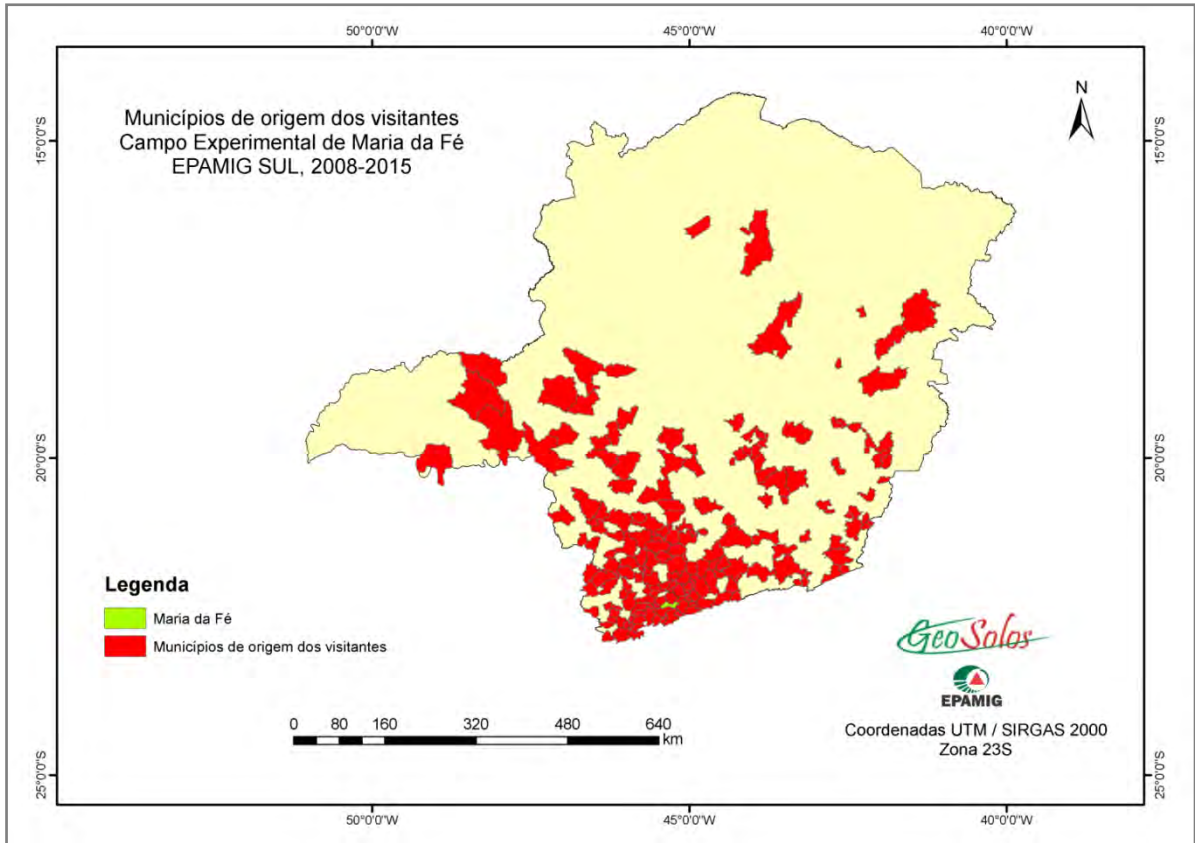 50°0'0"W 45°0'0"W 40°0'0"W
Municípios de origem dos visitantes
Campo Experimental de Maria da Fé
EPAMIG SUL, 2008-2015
N
15°0'0"S 15°0'0"S
20°0'0"S 20°0'0"S
Legenda
Maria da Fé
Municípios de origem dos visitantes
GeoSolos
EPAMIG
Coordenadas UTM / SIRGAS 2000
Zona 23S
0 80 160 320 480 640
km
25°0'0"S 25°0'0"S
50°0'0"W 45°0'0"W 40°0'0"W